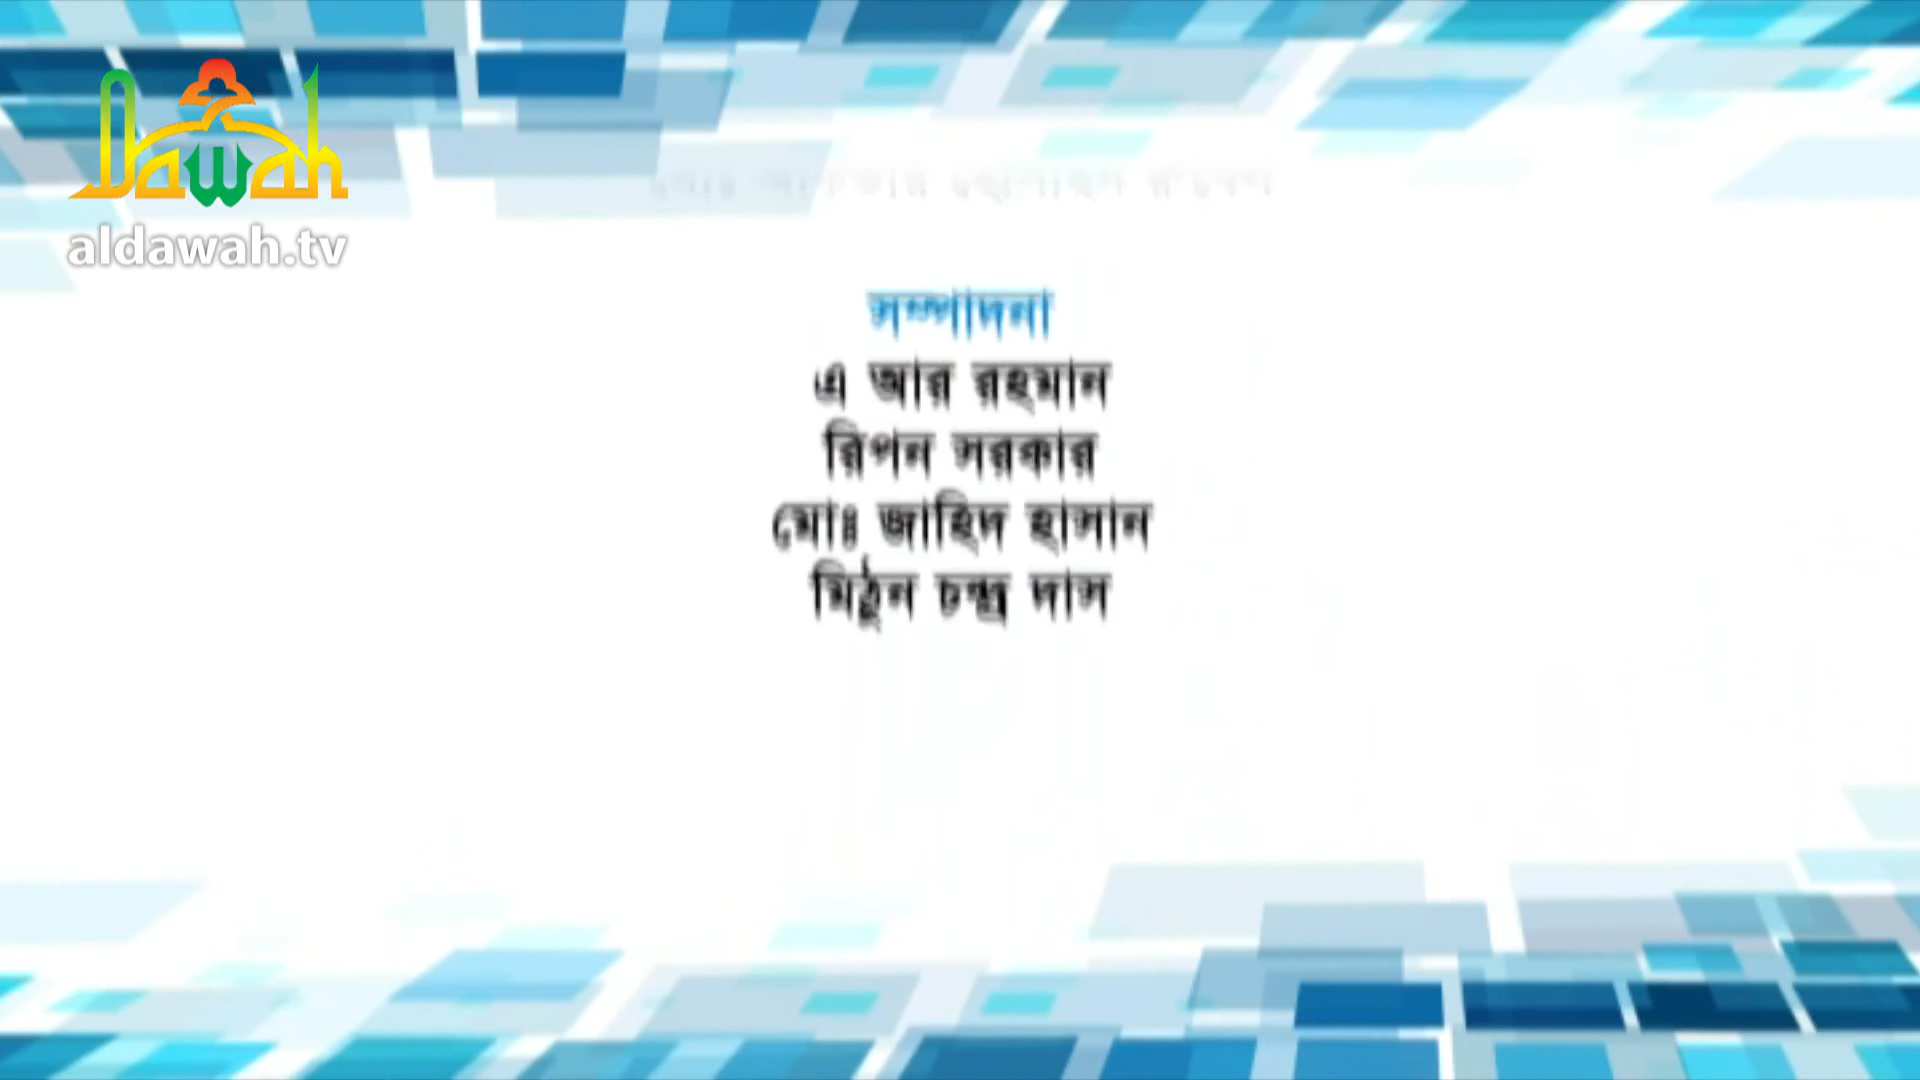 Dawah
aldawah.tv
মোঃ
সম্পাদনা
এ আর রহমান
রিপন সরকার
মোঃ জাহিদ হাসান
মিঠুন চন্দ্র দাস